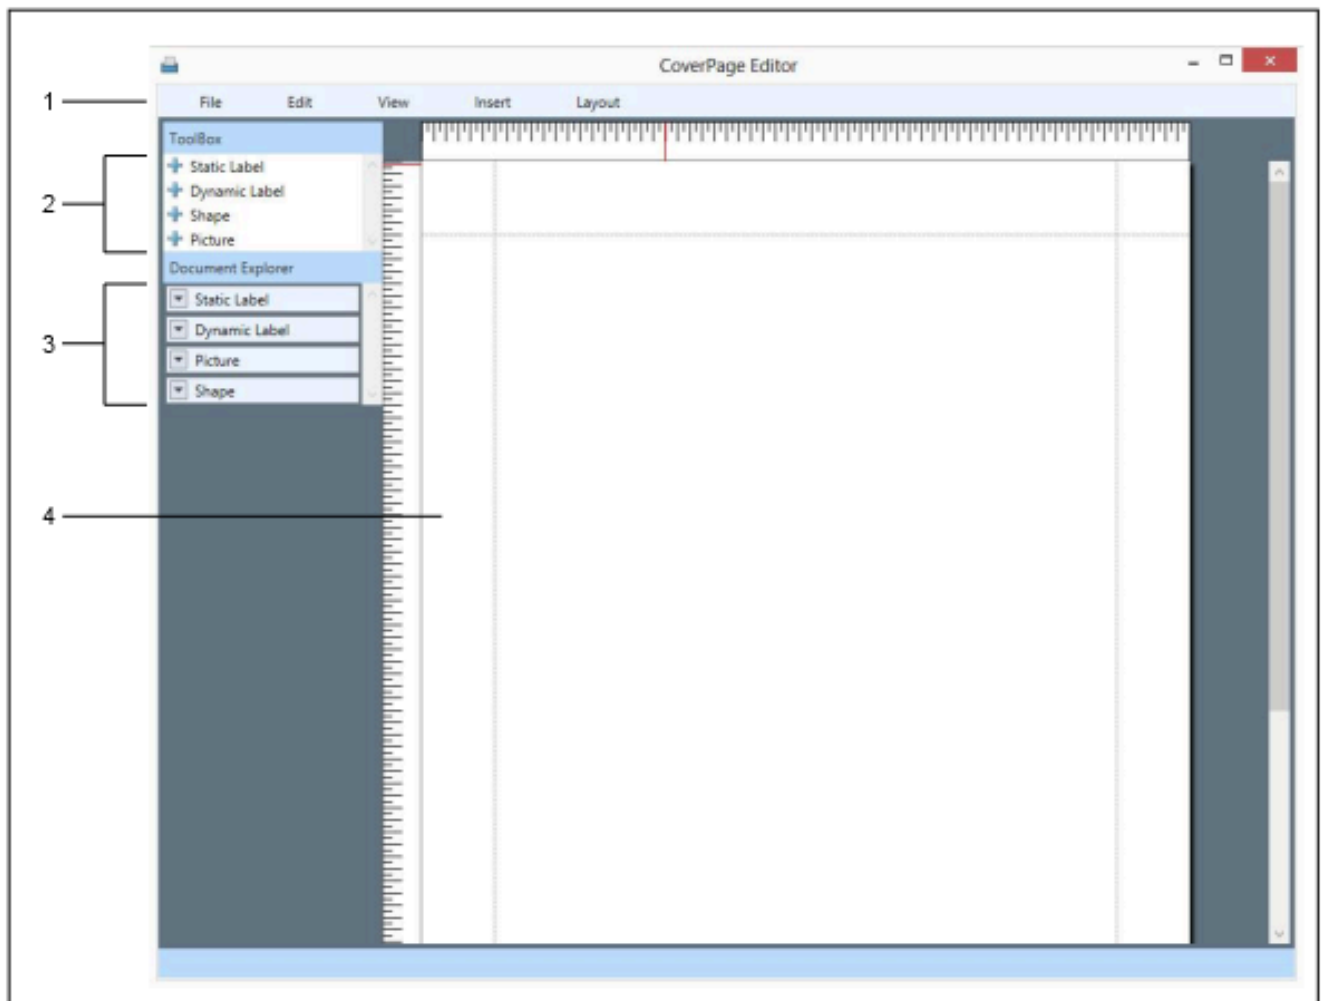 CoverPage Editor
1
File Edit View Insert Layout
ToolBox
2
Static Label
Dynamic Label
Shape
Picture
Document Explorer
3
Static Label
Dynamic Label
Picture
Shape
4